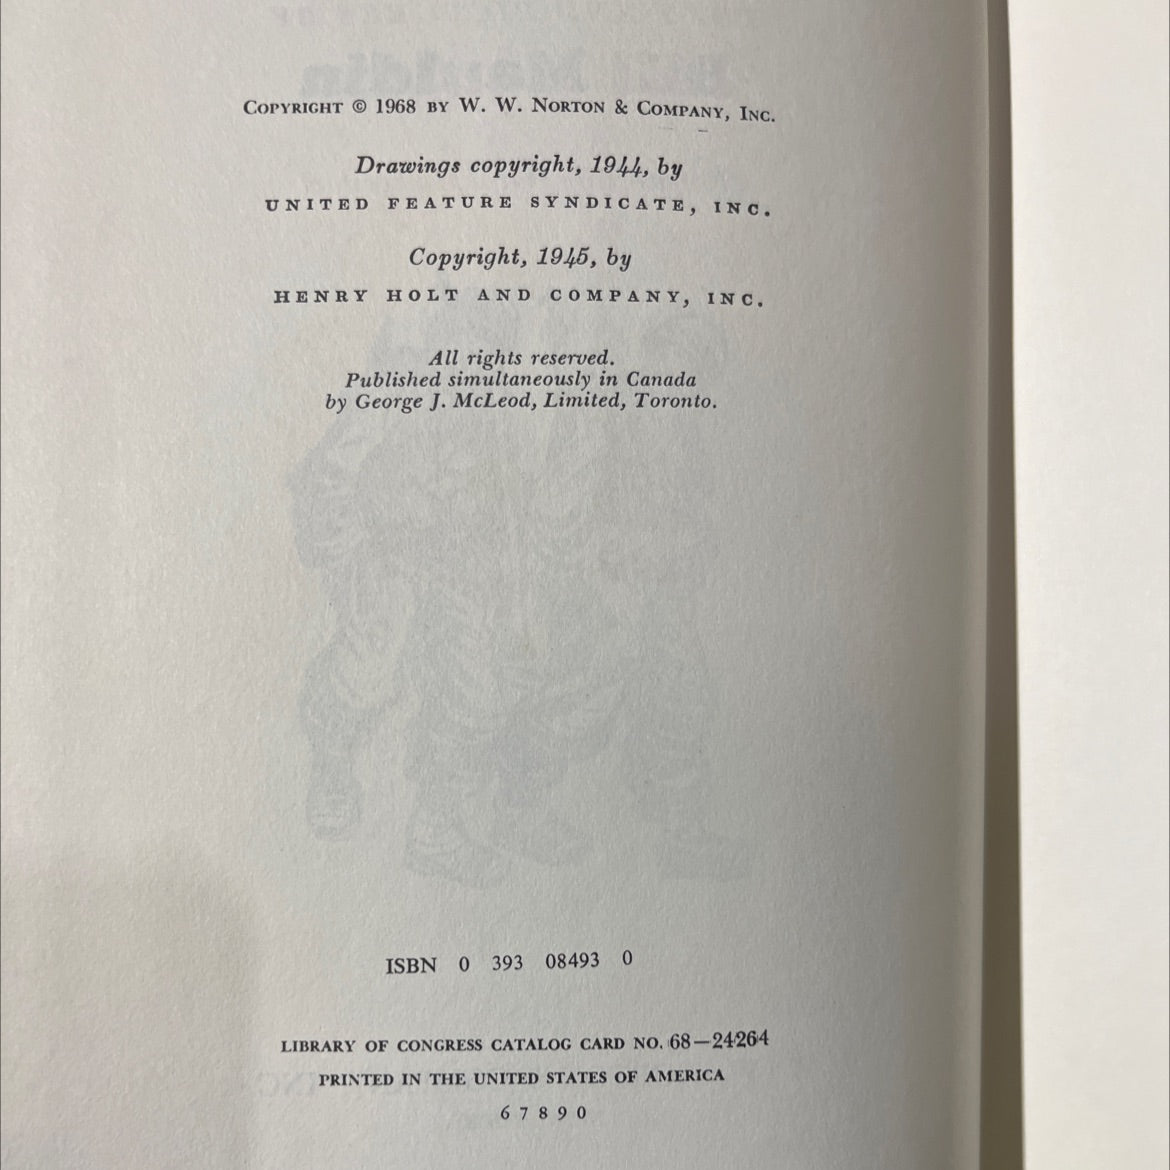 Copyright © 1968 by W. W. Norton & Company, Inc.
Drawings copyright, 1944, by
UNITED FEATURE SYNDICATE, INC.
Copyright, 1945, by
HENRY HOLT AND COMPANY, INC.
All rights reserved.
Published simultaneously in Canada
by George J. McLeod, Limited, Toronto.
ISBN 0 393 08493 0
LIBRARY OF CONGRESS CATALOG CARD NO. 68—24264
PRINTED IN THE UNITED STATES OF AMERICA
6 7 8 9 0